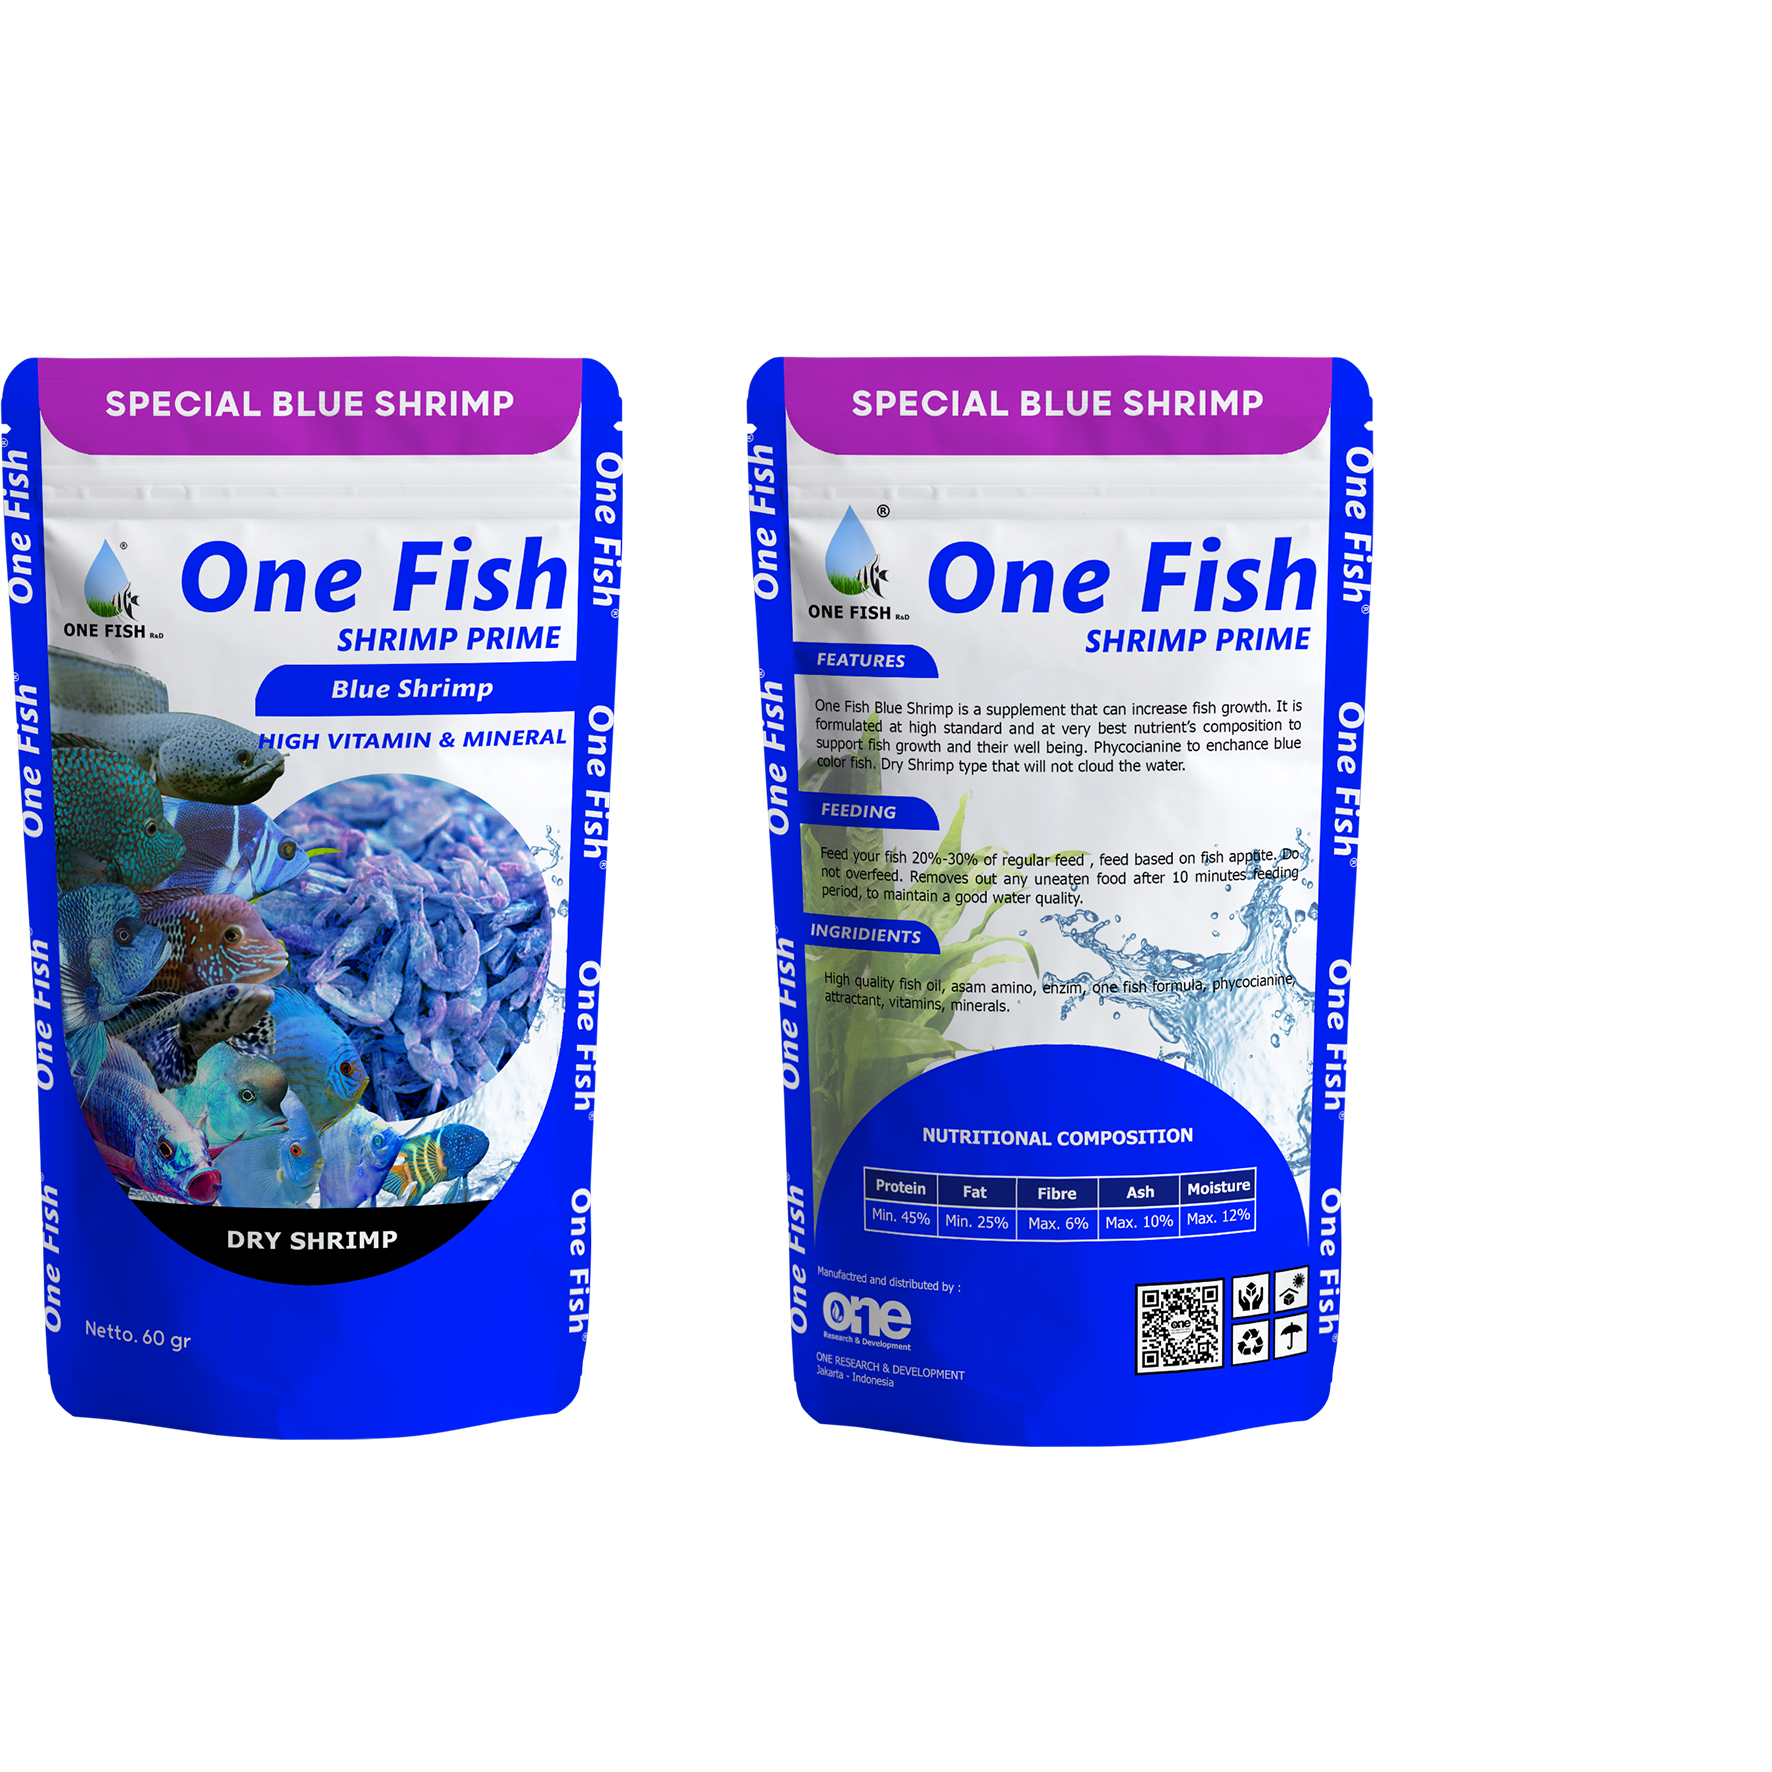 SPECIAL BLUE SHRIMP
®
ONE FISH R&D
One Fish
SHRIMP PRIME
Blue Shrimp
HIGH VITAMIN & MINERAL
DRY SHRIMP
Netto. 60 gr
One Fish®
One Fish®
One Fish®
One Fish®
One Fish®
One Fish®
One Fish®
One Fish®
SPECIAL BLUE SHRIMP
®
ONE FISH R&D
One Fish
SHRIMP PRIME
FEATURES
One Fish Blue Shrimp is a supplement that can increase fish growth. It is
formulated at high standard and at very best nutrient's composition to
support fish growth and their well being. Phycocianine to enchance blue
color fish. Dry Shrimp type that will not cloud the water.
FEEDING
Feed your fish 20%-30% of regular feed , feed based on fish apptite. Do
not overfeed. Removes out any uneaten food after 10 minutes feeding
period, to maintain a good water quality.
INGRIDIENTS
High quality fish oil, asam amino, enzim, one fish formula, phycocianine,
attractant, vitamins, minerals.
NUTRITIONAL COMPOSITION
Protein Fat Fibre Ash Moisture
Min. 45% Min. 25% Max. 6% Max. 10% Max. 12%
Manufactred and distributed by :
one
Research & Development
ONE RESEARCH & DEVELOPMENT
Jakarta - Indonesia
one
One Fish®
One Fish®
One Fish®
One Fish®
One Fish®
One Fish®
One Fish®
One Fish®